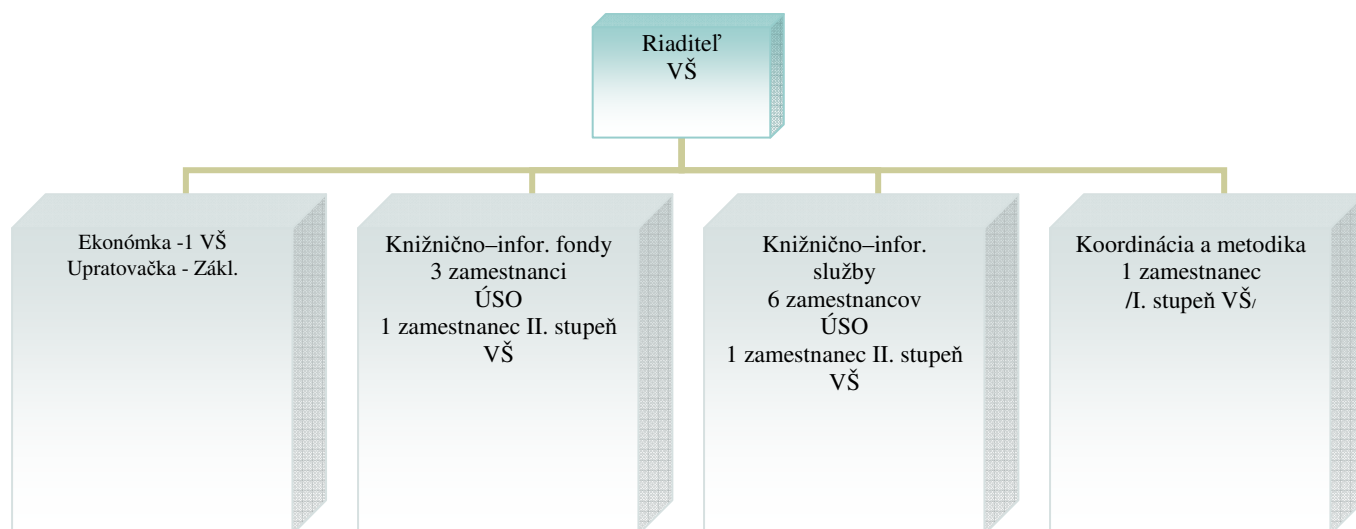 Riaditeľ
VŠ
Ekonómka -1 VŠ
Upratovačka - Zákl.
Knižnično–infor. fondy
3 zamestnanci
ÚSO
1 zamestnanec II. stupeň
VŠ
Knižnično–infor.
služby
6 zamestnancov
ÚSO
1 zamestnanec II. stupeň
VŠ
Koordinácia a metodika
1 zamestnanec
/I. stupeň VŠ/